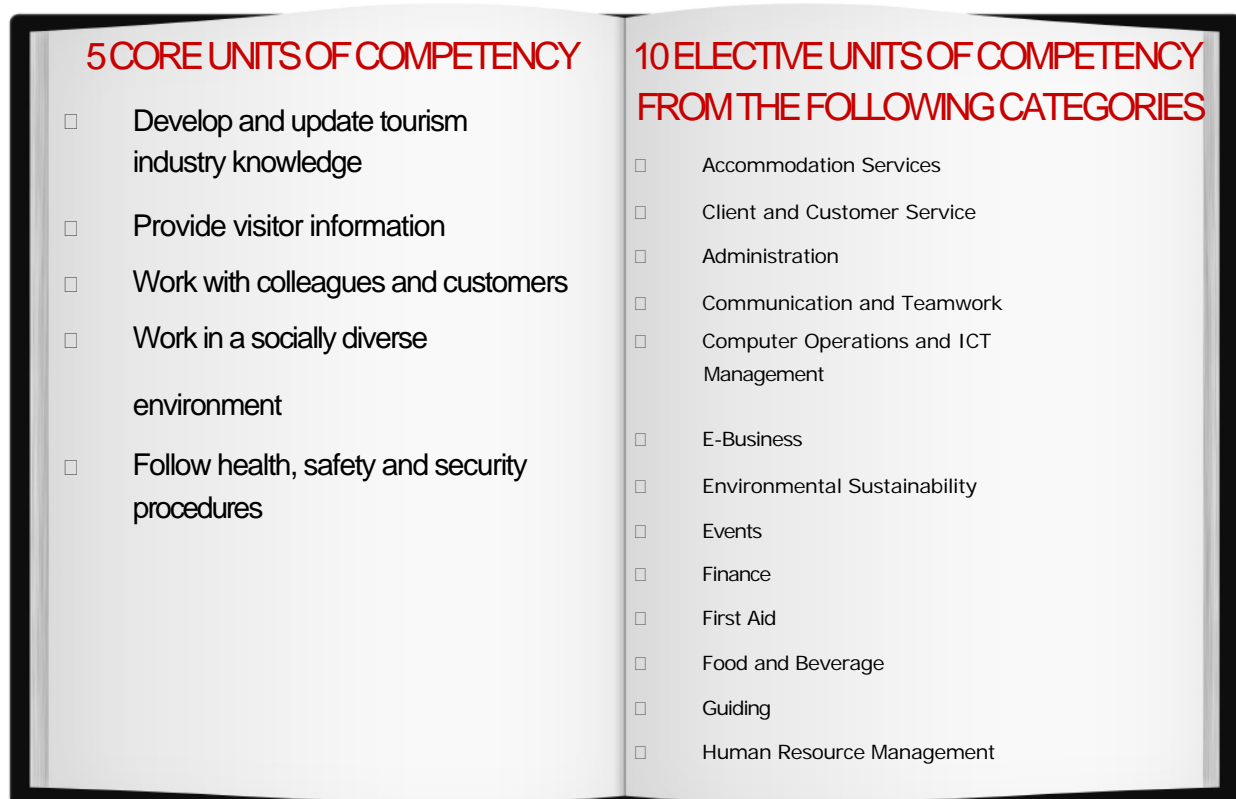 5 CORE UNITS OF COMPETENCY
Develop and update tourism
industry knowledge
Provide visitor information
Work with colleagues and customers
Work in a socially diverse
environment
Follow health, safety and security
procedures
10 ELECTIVE UNITS OF COMPETENCY
FROM THE FOLLOWING CATEGORIES
Accommodation Services
Client and Customer Service
Administration
Communication and Teamwork
Computer Operations and ICT
Management
E-Business
Environmental Sustainability
Events
Finance
First Aid
Food and Beverage
Guiding
Human Resource Management